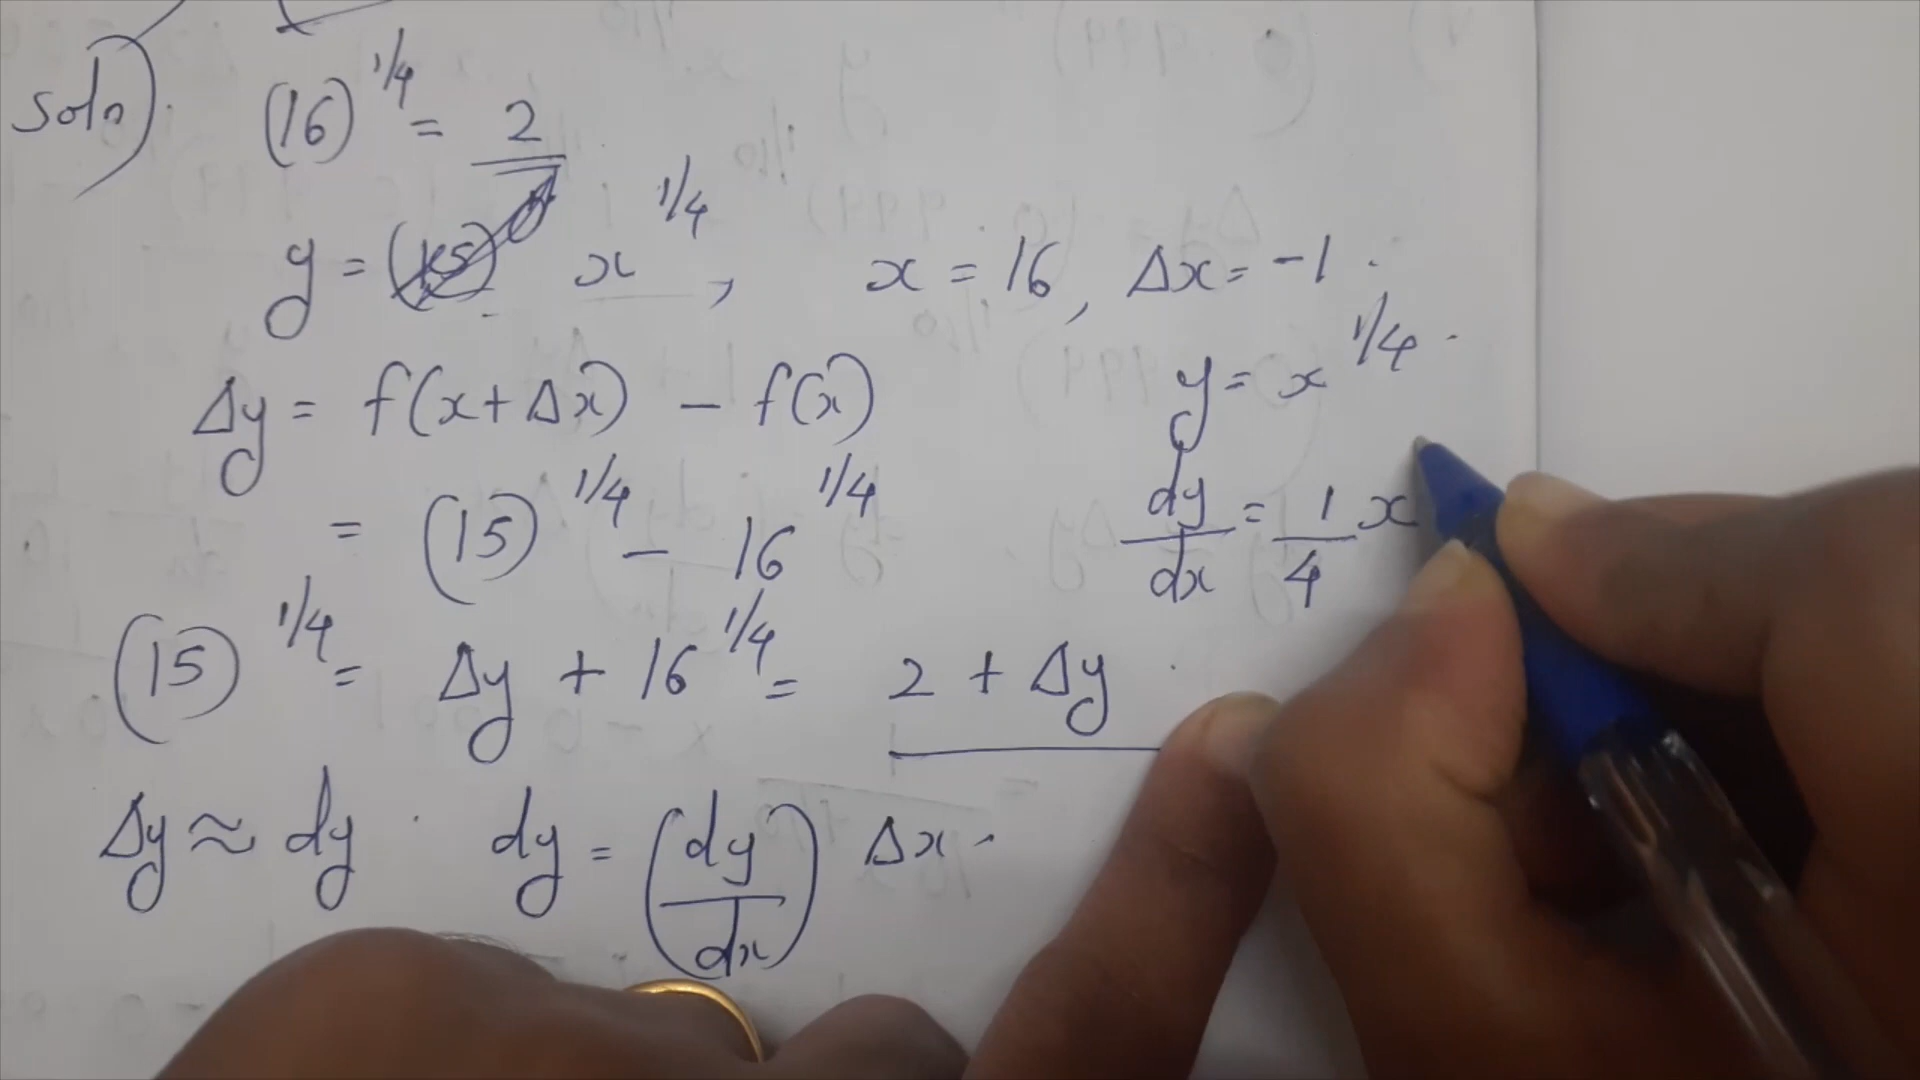 soln). (16)^{1/4} = 2
y = x^{1/4}, x = 16, Δx = -1.
Δy = f(x+Δx) - f(x)
y = x^{1/4}.
= (15)^{1/4} - 16^{1/4}
dy/dx = 1/4 x
(15)^{1/4} = Δy + 16^{1/4} = 2 + Δy
Δy ≈ dy. dy = (dy/dx) Δx.